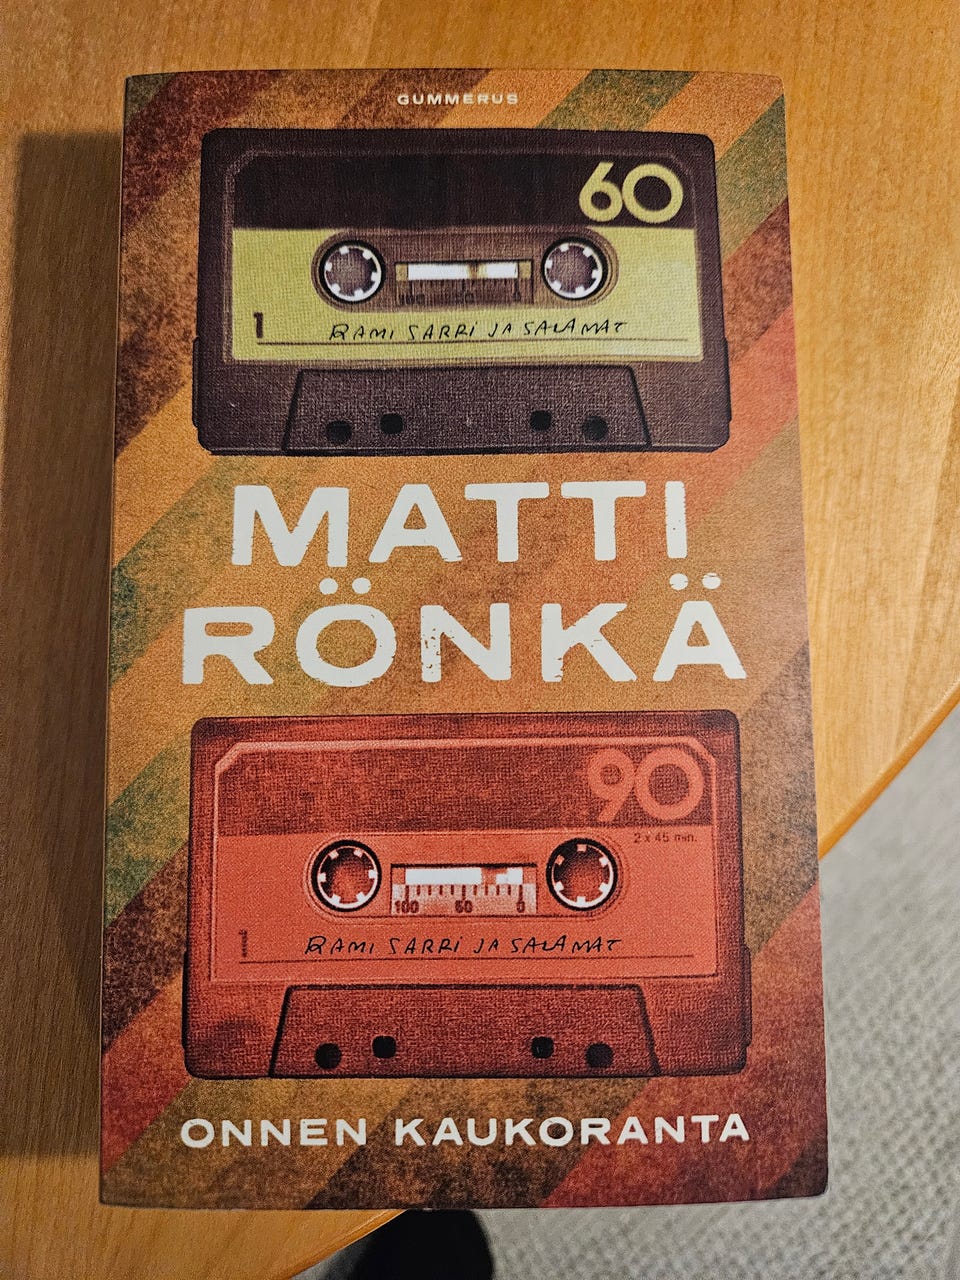 GUMMERUS
60
1
RAMI SARRI JA SALAMAT
MATTI
RÖNKÄ
90
2 x 45 min.
100 50 0
1
RAMI SARRI JA SALAMAT
ONNEN KAUKORANTA